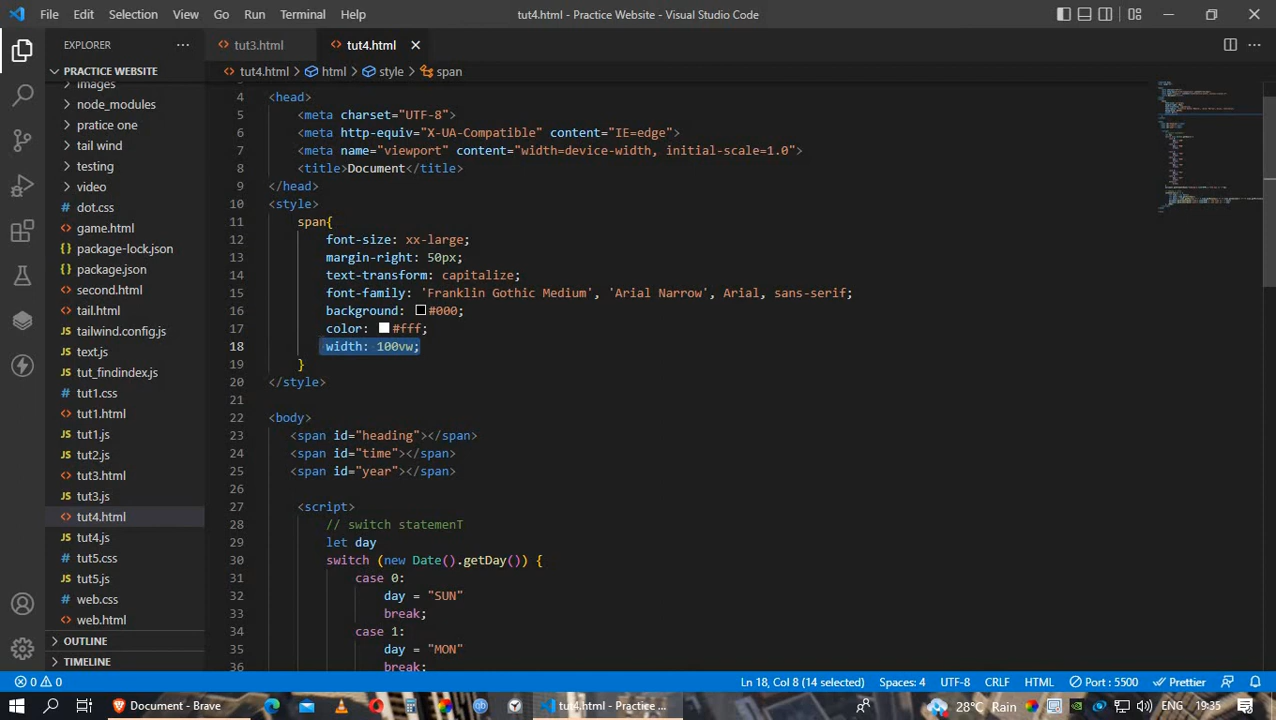 File Edit Selection View Go Run Terminal Help tut4.html - Practice Website - Visual Studio Code
EXPLORER
PRACTICE WEBSITE
images
node_modules
pratice one
tail wind
testing
video
dot.css
game.html
package-lock.json
package.json
second.html
tail.html
tailwind.config.js
text.js
tut_findindex.js
tut1.css
tut1.html
tut1.js
tut2.js
tut3.html
tut3.js
tut4.html
tut4.js
tut5.css
tut5.js
web.css
web.html
OUTLINE
TIMELINE
tut3.html tut4.html
tut4.html > html > style > span
4 <head>
5 <meta charset="UTF-8">
6 <meta http-equiv="X-UA-Compatible" content="IE=edge">
7 <meta name="viewport" content="width=device-width, initial-scale=1.0">
8 <title>Document</title>
9 </head>
10 <style>
11 span{
12 font-size: xx-large;
13 margin-right: 50px;
14 text-transform: capitalize;
15 font-family: 'Franklin Gothic Medium', 'Arial Narrow', Arial, sans-serif;
16 background: #000;
17 color: #fff;
18 width: 100vw;
19 }
20 </style>
21
22 <body>
23 <span id="heading"></span>
24 <span id="time"></span>
25 <span id="year"></span>
26
27 <script>
28 // switch statemenT
29 let day
30 switch (new Date().getDay()) {
31 case 0:
32 day = "SUN"
33 break;
34 case 1:
35 day = "MON"
36 break;
0 0 Ln 18, Col 8 (14 selected) Spaces: 4 UTF-8 CRLF HTML Port : 5500 Prettier
Document - Brave qb tut4.html - Practice ... 28°C Rain ENG 19:35